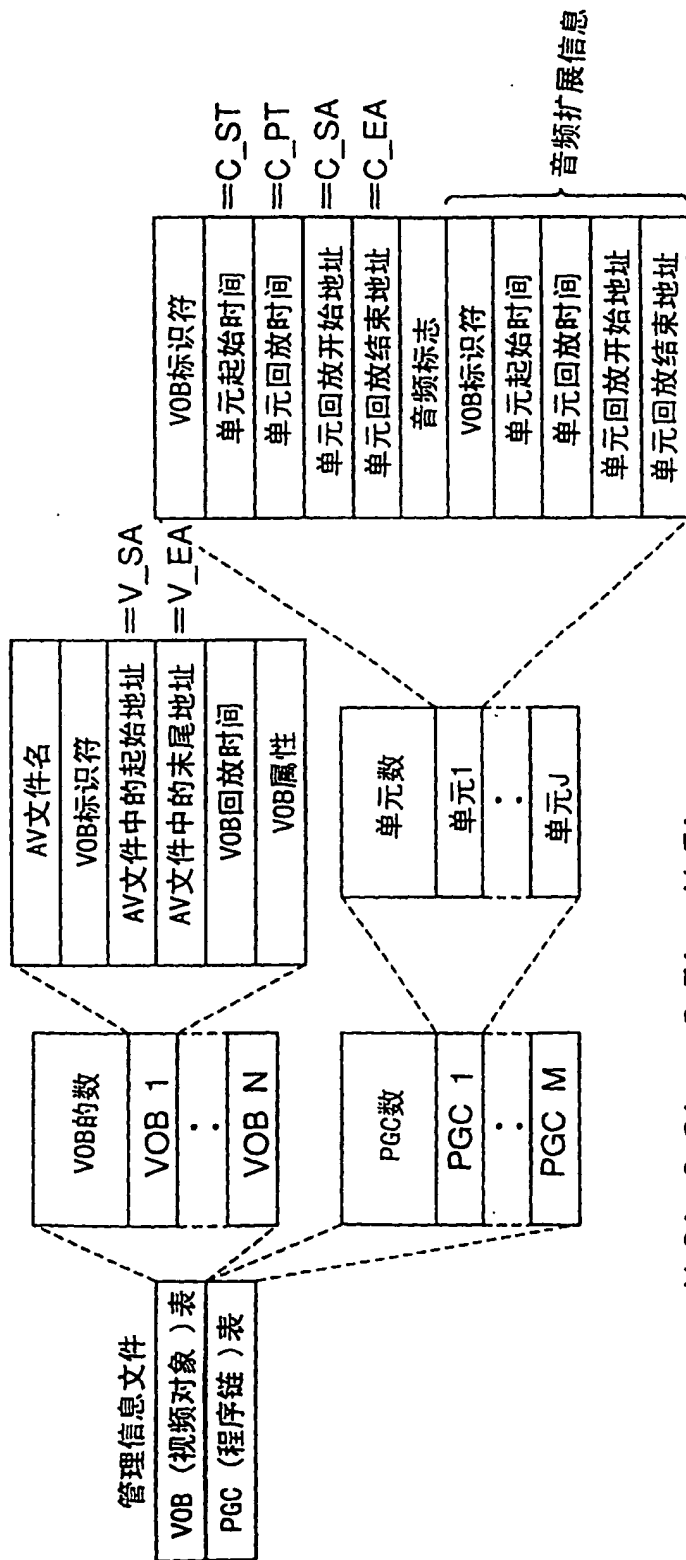 管理信息文件
VOB (视频对象)表
PGC (程序链)表
VOB的数
VOB 1
VOB N
PGC数
PGC 1
PGC M
AV文件名
VOB标识符
AV文件中的起始地址
=V_SA
AV文件中的末尾地址
=V_EA
VOB回放时间
VOB属性
单元数
单元1
单元J
VOB标识符
单元起始时间
=C_ST
单元回放时间
=C_PT
单元回放开始地址
=C_SA
单元回放结束地址
=C_EA
音频标志
VOB标识符
单元起始时间
单元回放时间
单元回放开始地址
单元回放结束地址
音频扩展信息